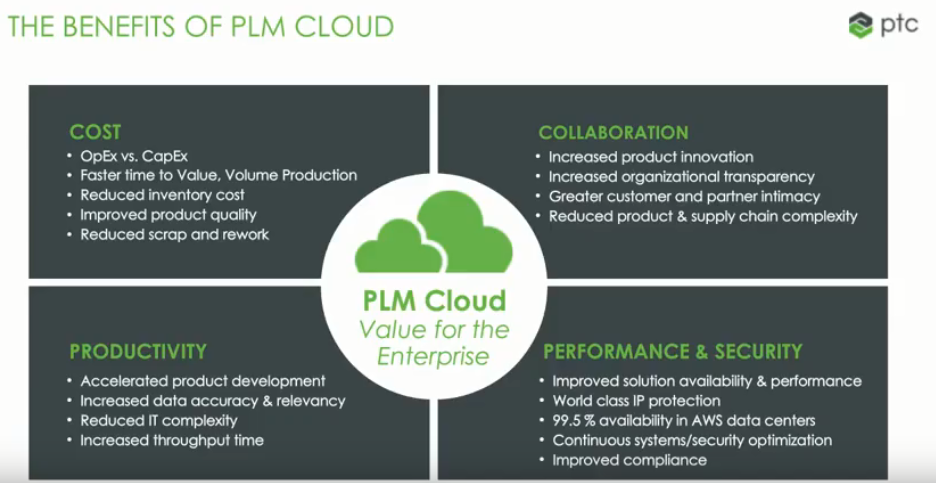 THE BENEFITS OF PLM CLOUD
ptc
COST
• OpEx vs. CapEx
• Faster time to Value, Volume Production
• Reduced inventory cost
• Improved product quality
• Reduced scrap and rework
COLLABORATION
• Increased product innovation
• Increased organizational transparency
• Greater customer and partner intimacy
• Reduced product & supply chain complexity
PLM Cloud
Value for the
Enterprise
PRODUCTIVITY
• Accelerated product development
• Increased data accuracy & relevancy
• Reduced IT complexity
• Increased throughput time
PERFORMANCE & SECURITY
• Improved solution availability & performance
• World class IP protection
• 99.5 % availability in AWS data centers
• Continuous systems/security optimization
• Improved compliance